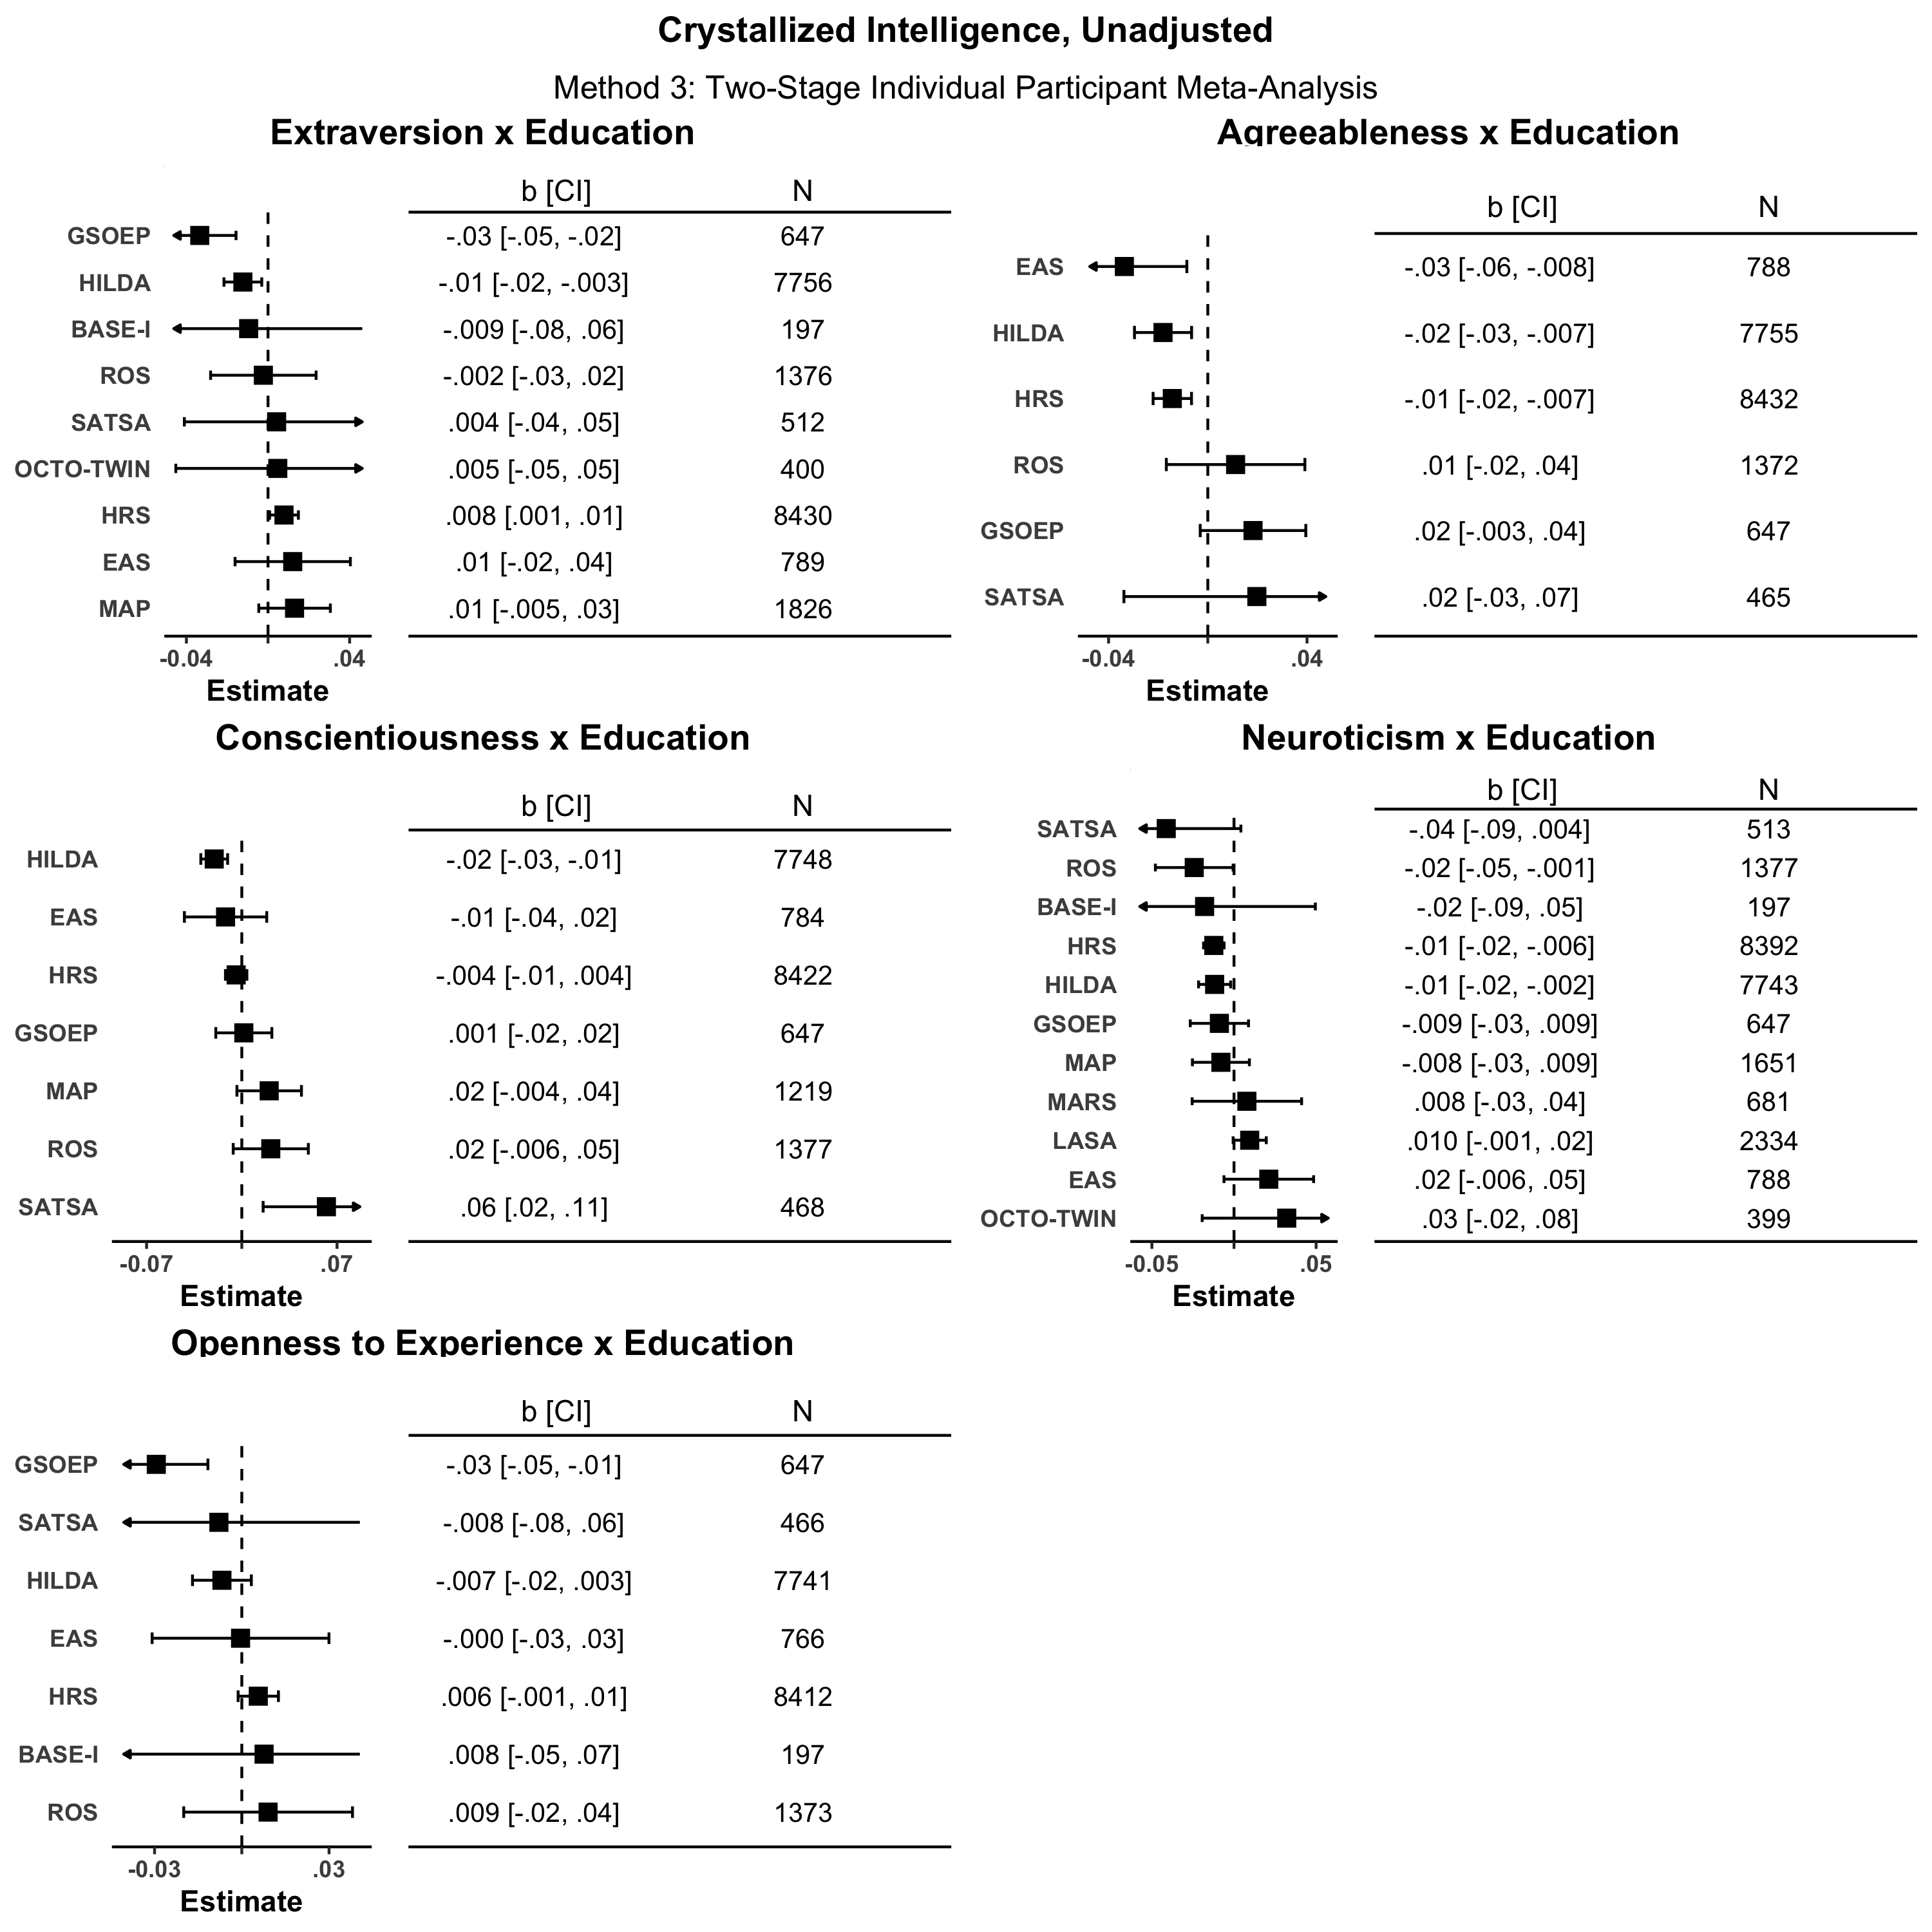 Crystallized Intelligence, Unadjusted
Method 3: Two-Stage Individual Participant Meta-Analysis
Extraversion x Education
b [CI] N
GSOEP -.03 [-.05, -.02] 647
HILDA -.01 [-.02, -.003] 7756
BASE-I -.009 [-.08, .06] 197
ROS -.002 [-.03, .02] 1376
SATSA .004 [-.04, .05] 512
OCTO-TWIN .005 [-.05, .05] 400
HRS .008 [.001, .01] 8430
EAS .01 [-.02, .04] 789
MAP .01 [-.005, .03] 1826
-0.04 .04
Estimate
Agreeableness x Education
b [CI] N
EAS -.03 [-.06, -.008] 788
HILDA -.02 [-.03, -.007] 7755
HRS -.01 [-.02, -.007] 8432
ROS .01 [-.02, .04] 1372
GSOEP .02 [-.003, .04] 647
SATSA .02 [-.03, .07] 465
-0.04 .04
Estimate
Conscientiousness x Education
b [CI] N
HILDA -.02 [-.03, -.01] 7748
EAS -.01 [-.04, .02] 784
HRS -.004 [-.01, .004] 8422
GSOEP .001 [-.02, .02] 647
MAP .02 [-.004, .04] 1219
ROS .02 [-.006, .05] 1377
SATSA .06 [.02, .11] 468
-0.07 .07
Estimate
Neuroticism x Education
b [CI] N
SATSA -.04 [-.09, .004] 513
ROS -.02 [-.05, -.001] 1377
BASE-I -.02 [-.09, .05] 197
HRS -.01 [-.02, -.006] 8392
HILDA -.01 [-.02, -.002] 7743
GSOEP -.009 [-.03, .009] 647
MAP -.008 [-.03, .009] 1651
MARS .008 [-.03, .04] 681
LASA .010 [-.001, .02] 2334
EAS .02 [-.006, .05] 788
OCTO-TWIN .03 [-.02, .08] 399
-0.05 .05
Estimate
Openness to Experience x Education
b [CI] N
GSOEP -.03 [-.05, -.01] 647
SATSA -.008 [-.08, .06] 466
HILDA -.007 [-.02, .003] 7741
EAS -.000 [-.03, .03] 766
HRS .006 [-.001, .01] 8412
BASE-I .008 [-.05, .07] 197
ROS .009 [-.02, .04] 1373
-0.03 .03
Estimate